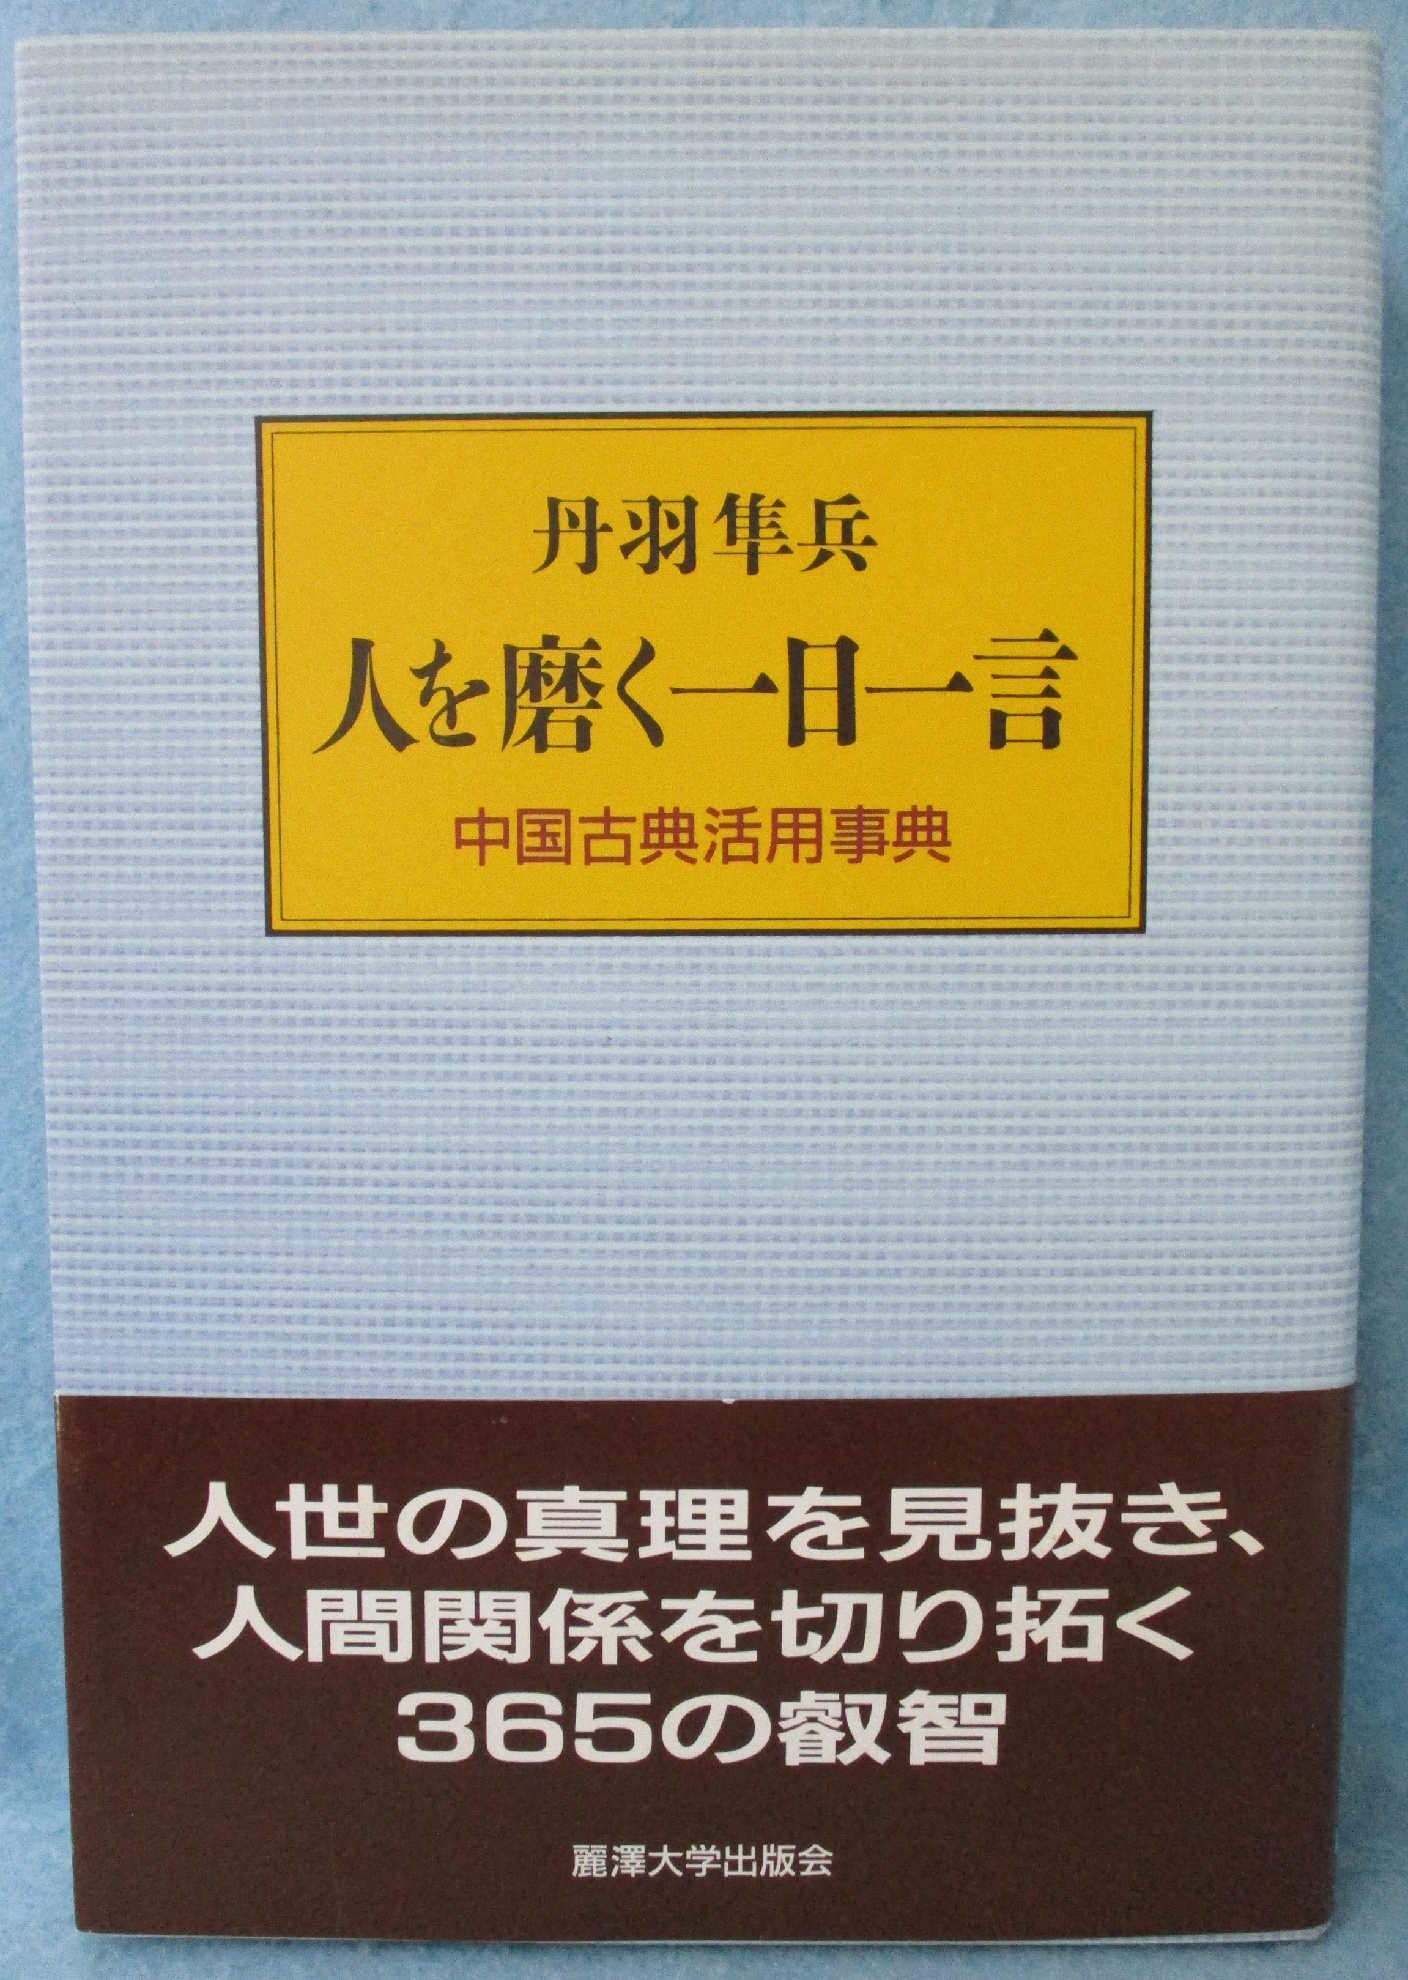 丹羽隼兵
人を磨く一日一言
中国古典活用事典
人世の真理を見抜き、
人間関係を切り拓く
365の叡智
麗澤大学出版会